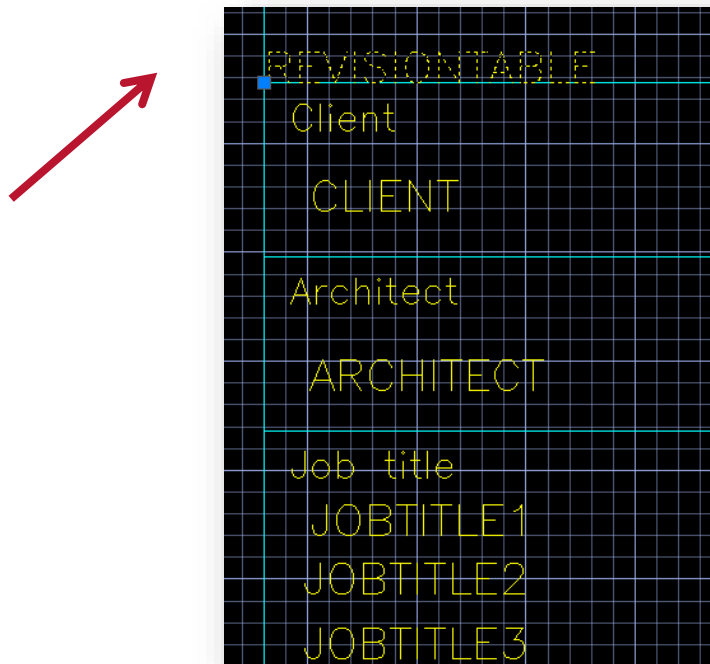 REVISIONTABLE
Client
CLIENT
Architect
ARCHITECT
Job title
JOBTITLE1
JOBTITLE2
JOBTITLE3